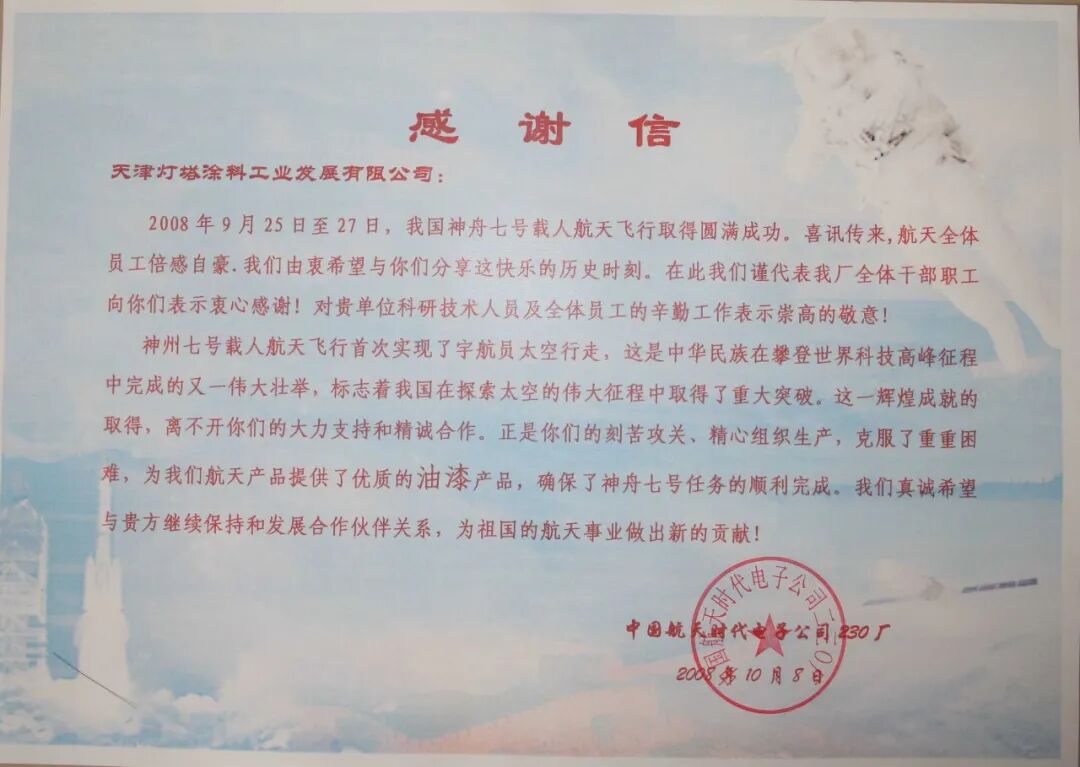 感谢信
天津灯塔涂料工业发展有限公司：
2008年9月25日至27日，我国神舟七号载人航天飞行取得圆满成功。喜讯传来,航天全体
员工倍感自豪.我们由衷希望与你们分享这快乐的历史时刻。在此我们谨代表我厂全体干部职工
向你们表示衷心感谢！对贵单位科研技术人员及全体员工的辛勤工作表示崇高的敬意！
神州七号载人航天飞行首次实现了宇航员太空行走，这是中华民族在攀登世界科技高峰征程
中完成的又一伟大壮举，标志着我国在探索太空的伟大征程中取得了重大突破。这一辉煌成就的
取得，离不开你们的大力支持和精诚合作。正是你们的刻苦攻关、精心组织生产，克服了重重困
难，为我们航天产品提供了优质的油漆产品，确保了神舟七号任务的顺利完成。我们真诚希望
与贵方继续保持和发展合作伙伴关系，为祖国的航天事业做出新的贡献！
中国航天时代电子公司二三0厂
中国航天时代电子公司230厂
2008年10月8日